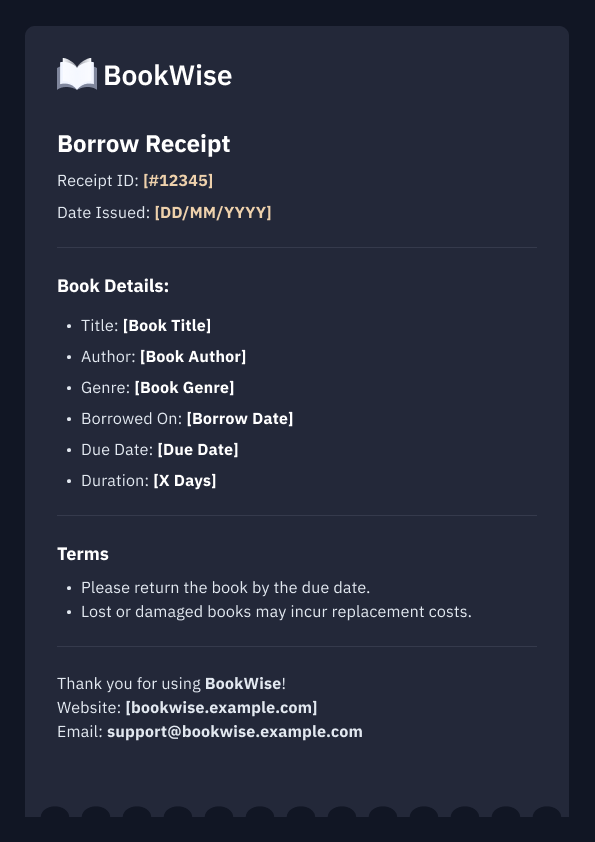 BookWise
Borrow Receipt
Receipt ID: [#12345]
Date Issued: [DD/MM/YYYY]
Book Details:
• Title: [Book Title]
• Author: [Book Author]
• Genre: [Book Genre]
• Borrowed On: [Borrow Date]
• Due Date: [Due Date]
• Duration: [X Days]
Terms
• Please return the book by the due date.
• Lost or damaged books may incur replacement costs.
Thank you for using BookWise!
Website: [bookwise.example.com]
Email: support@bookwise.example.com